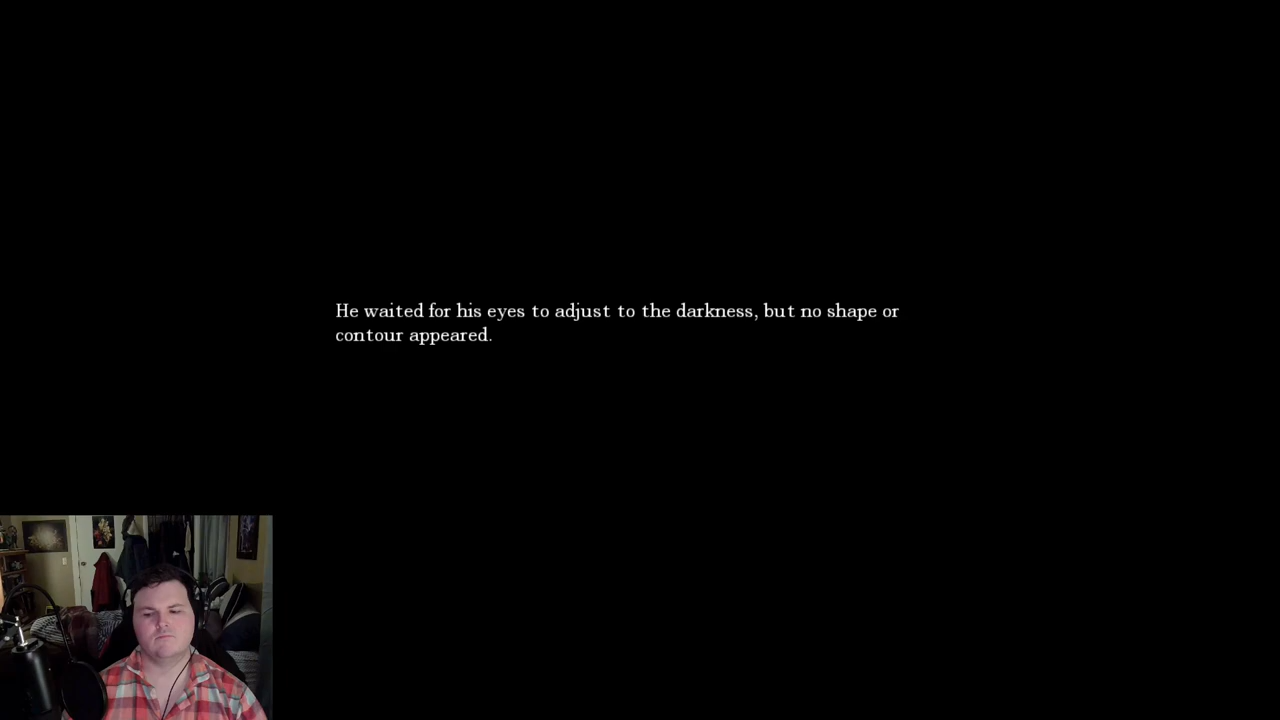 He waited for his eyes to adjust to the darkness, but no shape or
contour appeared.